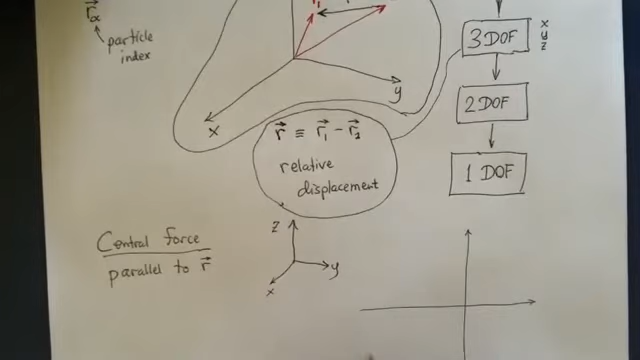 r⃗α
particle
index
x
y
r⃗ ≡ r⃗₁ − r⃗₂
relative
displacement
3 DOF
x
y
z
2 DOF
1 DOF
Central force
parallel to r⃗
z
y
x